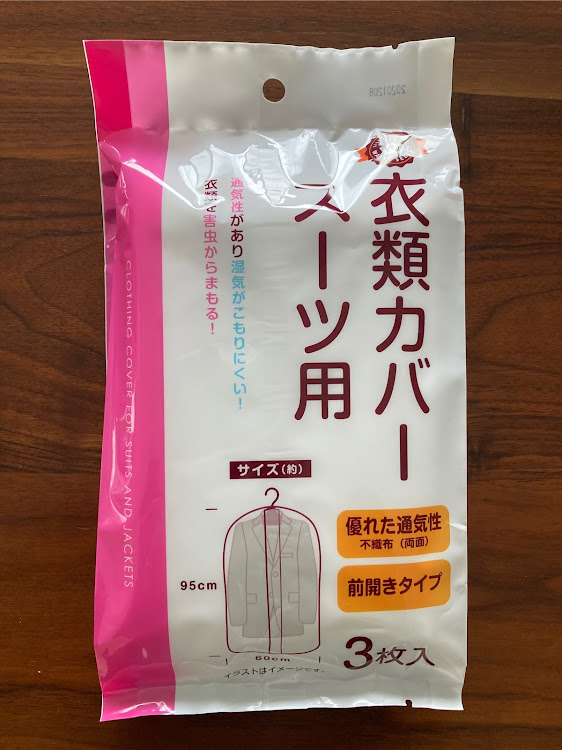 20201208
衣類カバー
スーツ用
通気性があり湿気がこもりにくい！
衣類を害虫からまもる！
CLOTHING COVER FOR SUITS AND JACKETS
サイズ（約）
95cm
60cm
イラストはイメージです。
優れた通気性
不織布（両面）
前開きタイプ
3枚入